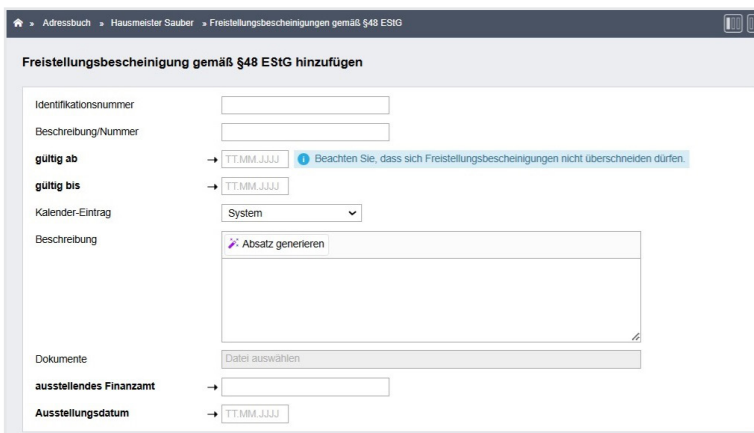 » Adressbuch » Hausmeister Sauber » Freistellungsbescheinigungen gemäß §48 EStG
Freistellungsbescheinigung gemäß §48 EStG hinzufügen
Identifikationsnummer
Beschreibung/Nummer
gültig ab → TT.MM.JJJJ i Beachten Sie, dass sich Freistellungsbescheinigungen nicht überschneiden dürfen.
gültig bis → TT.MM.JJJJ
Kalender-Eintrag System
Beschreibung Absatz generieren
Dokumente Datei auswählen
ausstellendes Finanzamt →
Ausstellungsdatum → TT.MM.JJJJ